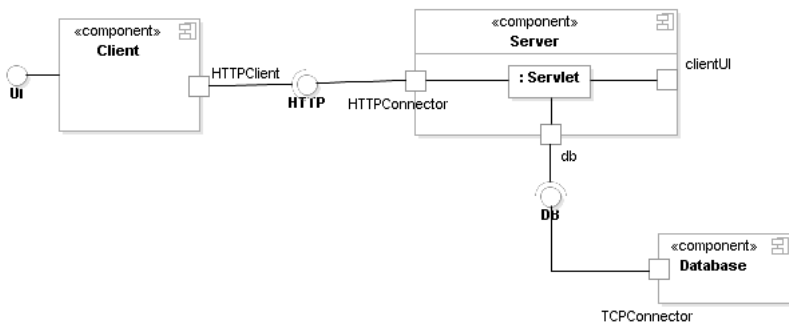 «component»
Client
UI
HTTPClient
HTTP
HTTPConnector
«component»
Server
: Servlet
clientUI
db
DB
«component»
Database
TCPConnector